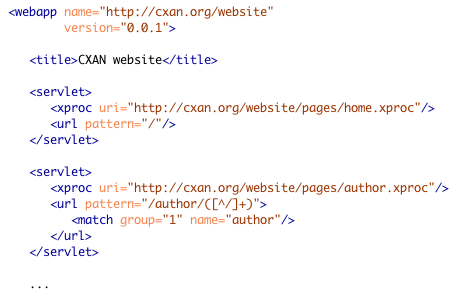 <webapp name="http://cxan.org/website"
        version="0.0.1">

   <title>CXAN website</title>

   <servlet>
      <xproc uri="http://cxan.org/website/pages/home.xproc"/>
      <url pattern="/"/>
   </servlet>

   <servlet>
      <xproc uri="http://cxan.org/website/pages/author.xproc"/>
      <url pattern="/author/([^/]+)">
         <match group="1" name="author"/>
      </url>
   </servlet>

   ...